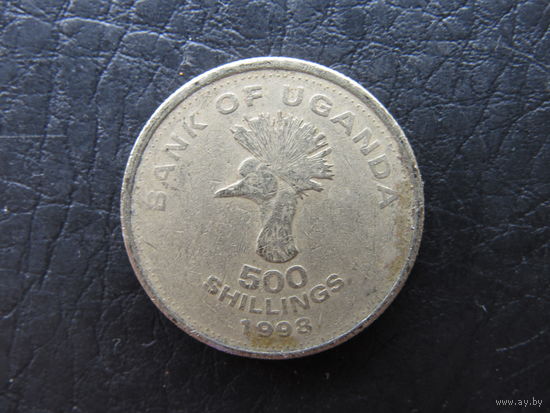 BANK OF UGANDA
500
SHILLINGS
1998
www.ay.by